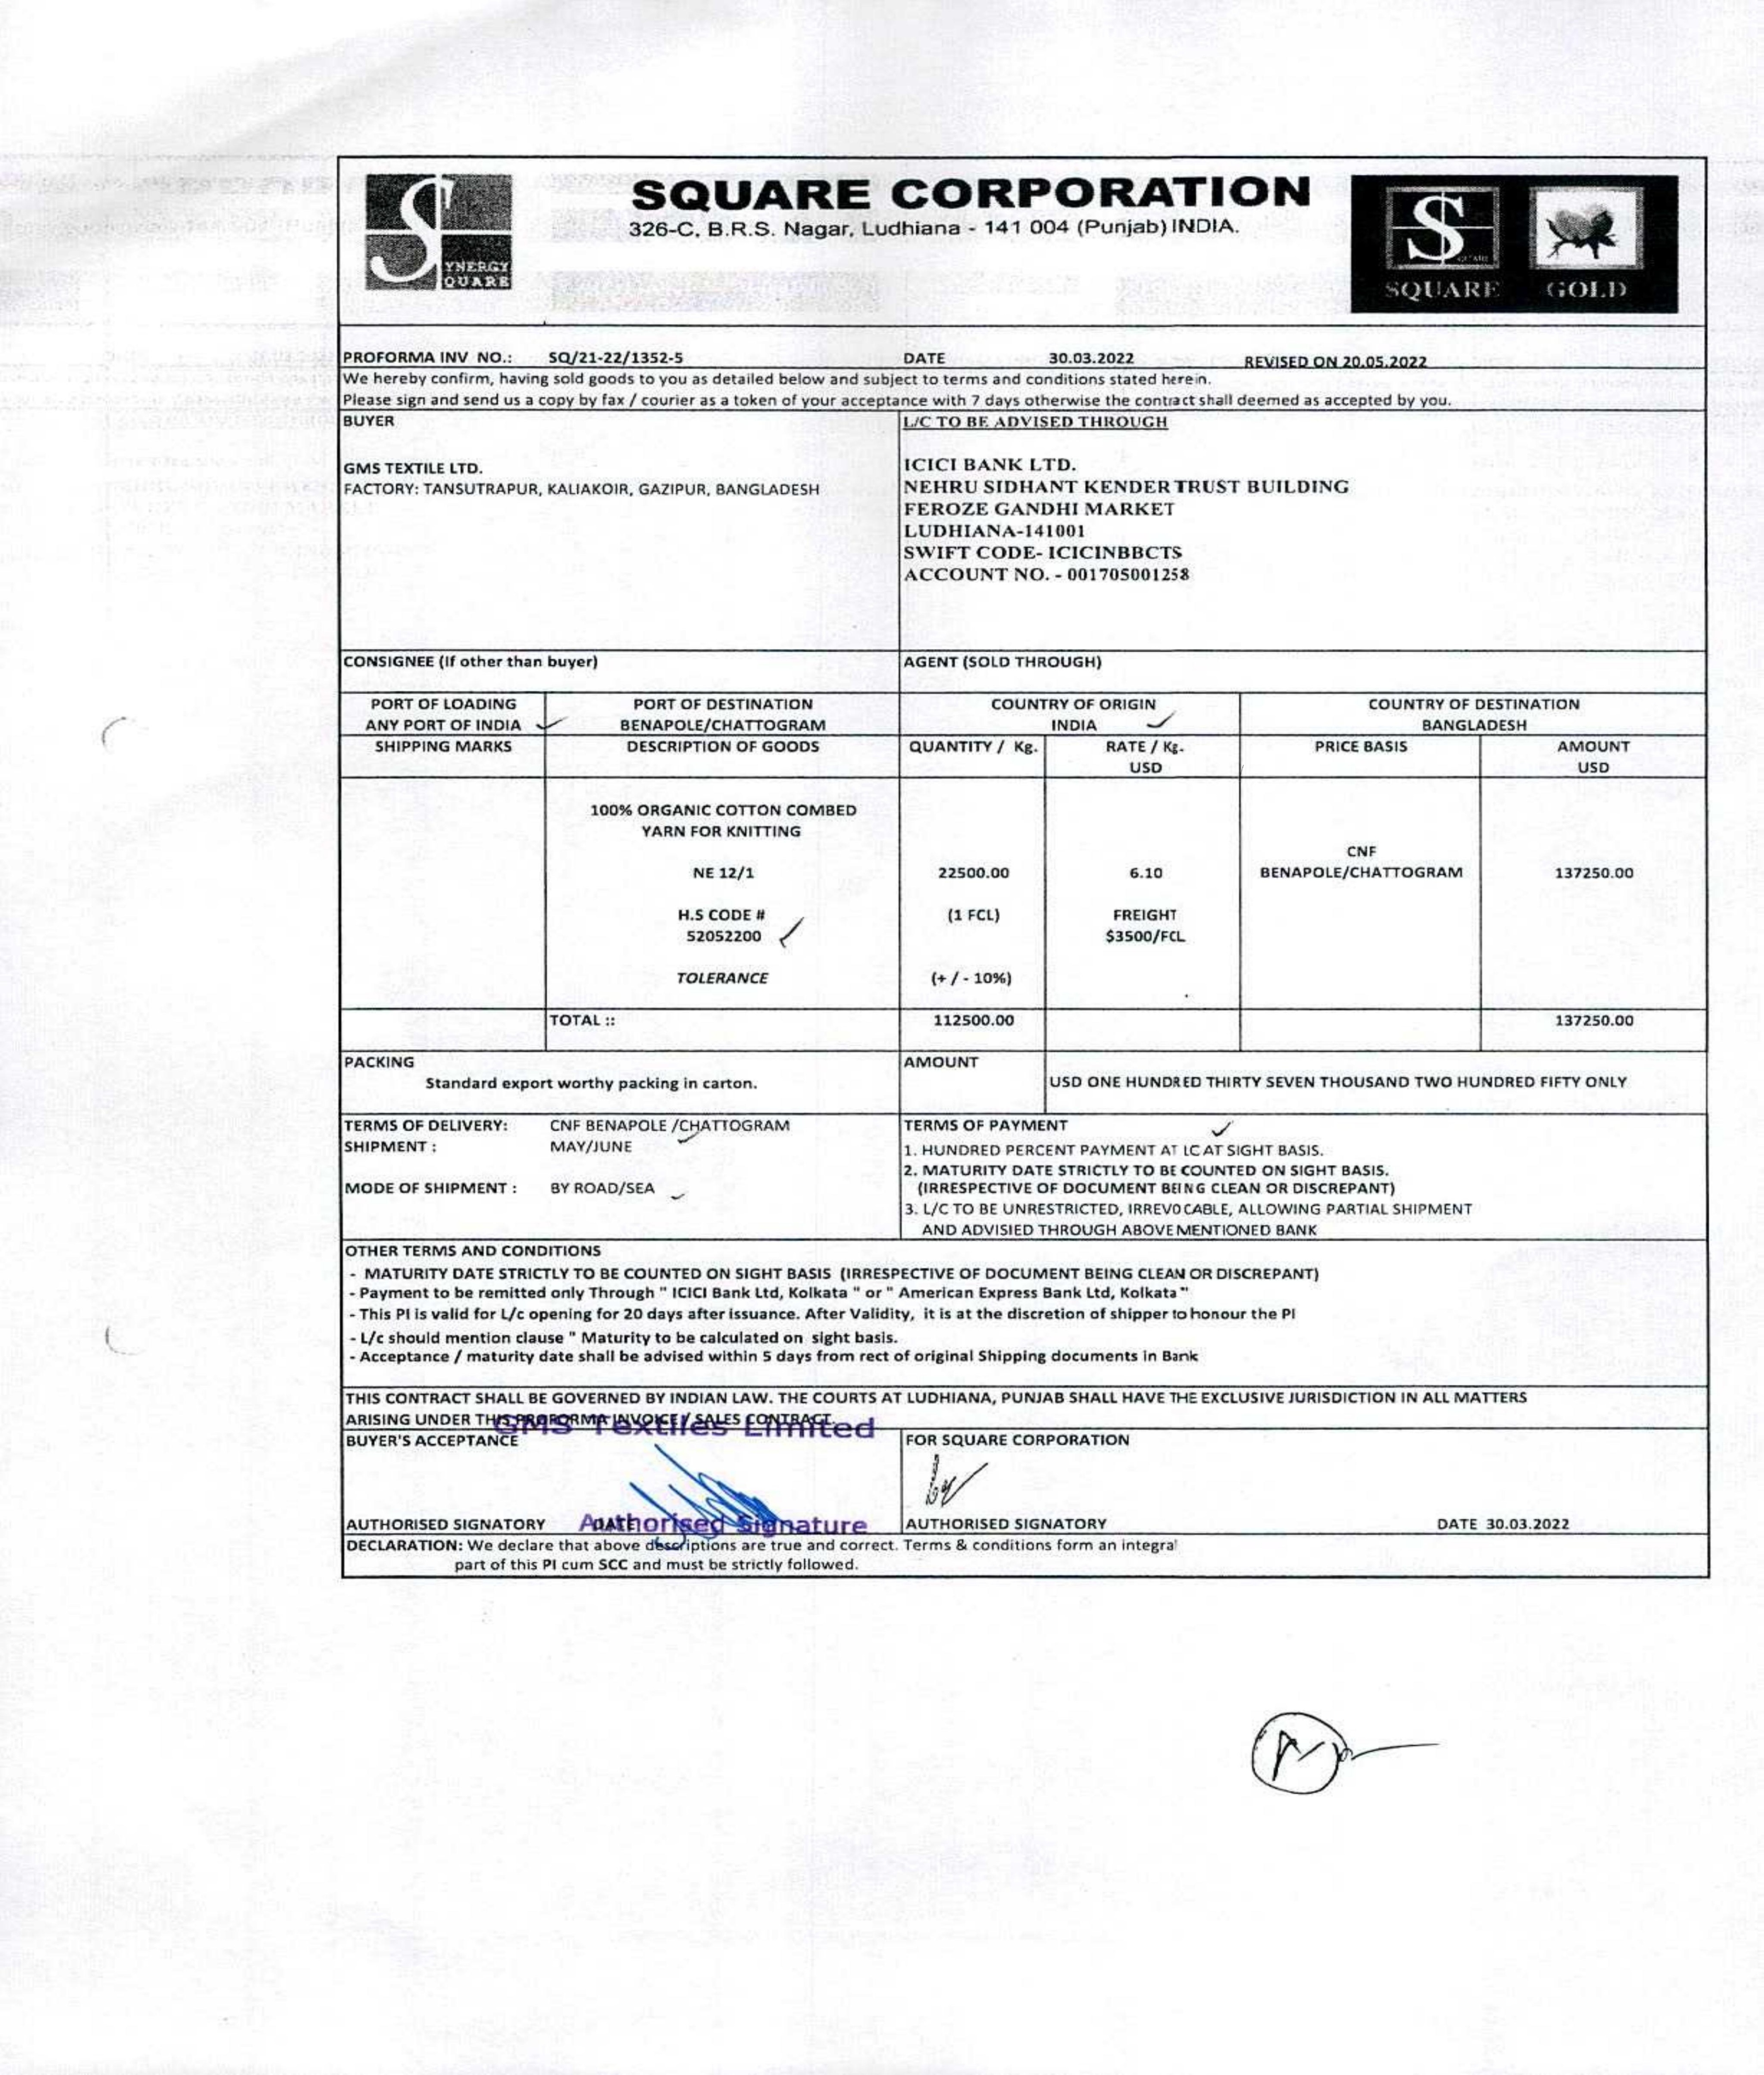 SQUARE CORPORATION
326-C, B.R.S. Nagar, Ludhiana - 141 004 (Punjab) INDIA.
S YNERGY
QUARE
S QUARE
SQUARE GOLD
PROFORMA INV NO.: SQ/21-22/1352-5 DATE 30.03.2022 REVISED ON 20.05.2022
We hereby confirm, having sold goods to you as detailed below and subject to terms and conditions stated herein.
Please sign and send us a copy by fax / courier as a token of your acceptance with 7 days otherwise the contract shall deemed as accepted by you.
BUYER
GMS TEXTILE LTD.
FACTORY: TANSUTRAPUR, KALIAKOIR, GAZIPUR, BANGLADESH
L/C TO BE ADVISED THROUGH
ICICI BANK LTD.
NEHRU SIDHANT KENDER TRUST BUILDING
FEROZE GANDHI MARKET
LUDHIANA-141001
SWIFT CODE- ICICINBBCTS
ACCOUNT NO. - 001705001258
CONSIGNEE (If other than buyer) AGENT (SOLD THROUGH)
PORT OF LOADING PORT OF DESTINATION COUNTRY OF ORIGIN COUNTRY OF DESTINATION
ANY PORT OF INDIA BENAPOLE/CHATTOGRAM INDIA BANGLADESH
SHIPPING MARKS DESCRIPTION OF GOODS QUANTITY / Kg. RATE / Kg. PRICE BASIS AMOUNT
USD USD
100% ORGANIC COTTON COMBED
YARN FOR KNITTING
CNF
NE 12/1 22500.00 6.10 BENAPOLE/CHATTOGRAM 137250.00
H.S CODE # (1 FCL) FREIGHT
52052200 $3500/FCL
TOLERANCE (+ / - 10%)
TOTAL :: 112500.00 137250.00
PACKING AMOUNT
Standard export worthy packing in carton. USD ONE HUNDRED THIRTY SEVEN THOUSAND TWO HUNDRED FIFTY ONLY
TERMS OF DELIVERY: CNF BENAPOLE /CHATTOGRAM
SHIPMENT : MAY/JUNE
MODE OF SHIPMENT : BY ROAD/SEA
TERMS OF PAYMENT
1. HUNDRED PERCENT PAYMENT AT LC AT SIGHT BASIS.
2. MATURITY DATE STRICTLY TO BE COUNTED ON SIGHT BASIS.
(IRRESPECTIVE OF DOCUMENT BEING CLEAN OR DISCREPANT)
3. L/C TO BE UNRESTRICTED, IRREVOCABLE, ALLOWING PARTIAL SHIPMENT
AND ADVISIED THROUGH ABOVE MENTIONED BANK
OTHER TERMS AND CONDITIONS
- MATURITY DATE STRICTLY TO BE COUNTED ON SIGHT BASIS (IRRESPECTIVE OF DOCUMENT BEING CLEAN OR DISCREPANT)
- Payment to be remitted only Through " ICICI Bank Ltd, Kolkata " or " American Express Bank Ltd, Kolkata "
- This PI is valid for L/c opening for 20 days after issuance. After Validity, it is at the discretion of shipper to honour the PI
- L/c should mention clause " Maturity to be calculated on sight basis.
- Acceptance / maturity date shall be advised within 5 days from rect of original Shipping documents in Bank
THIS CONTRACT SHALL BE GOVERNED BY INDIAN LAW. THE COURTS AT LUDHIANA, PUNJAB SHALL HAVE THE EXCLUSIVE JURISDICTION IN ALL MATTERS
ARISING UNDER THIS PROFORMA INVOICE / SALES CONTRACT.
GMS Textiles Limited
BUYER'S ACCEPTANCE FOR SQUARE CORPORATION
AUTHORISED SIGNATORY DATE AUTHORISED SIGNATORY DATE 30.03.2022
Authorised Signature
DECLARATION: We declare that above descriptions are true and correct. Terms & conditions form an integral
part of this PI cum SCC and must be strictly followed.